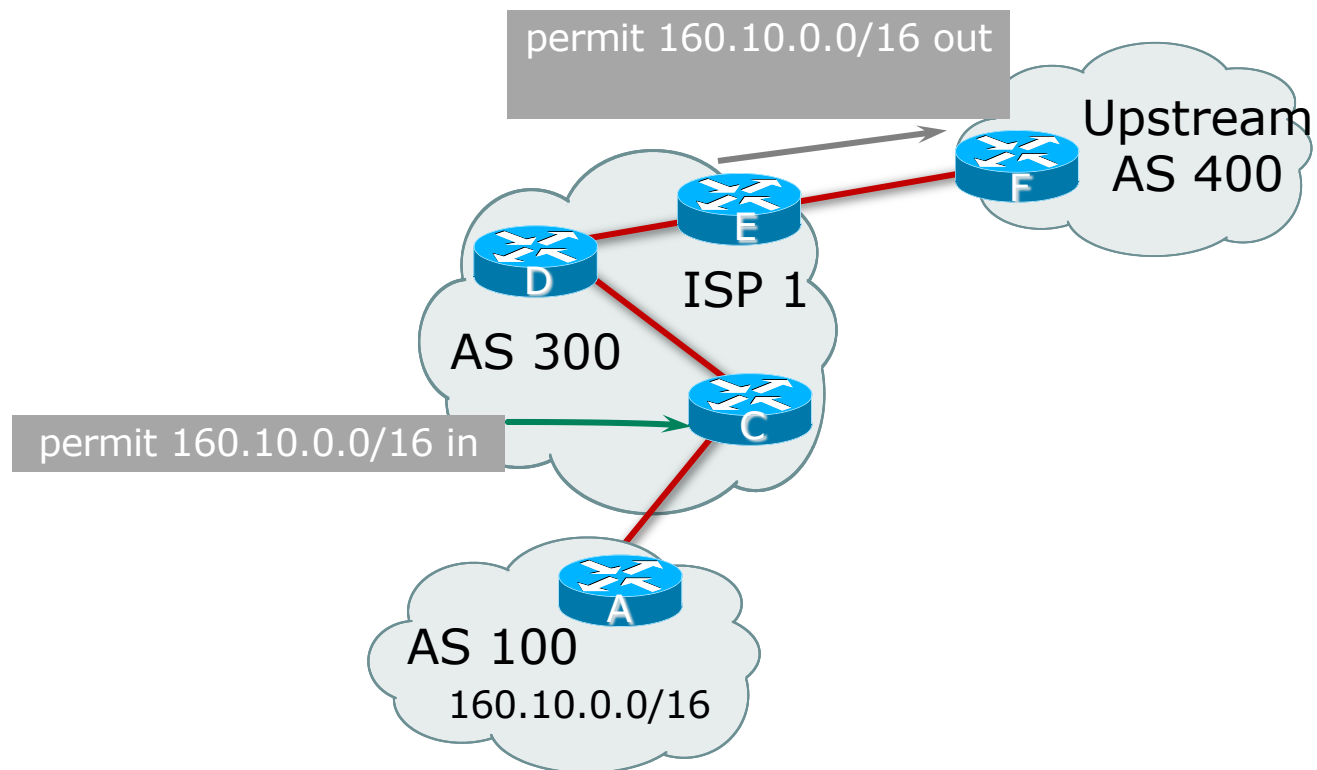 permit 160.10.0.0/16 out
Upstream
AS 400
F
E
D
ISP 1
AS 300
C
permit 160.10.0.0/16 in
A
AS 100
160.10.0.0/16